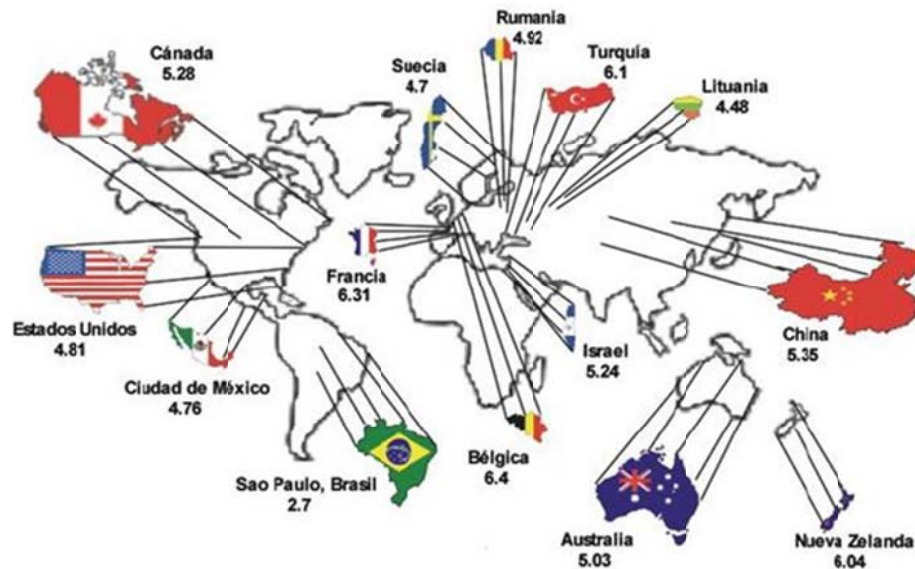 Rumania
4.92
Cánada
5.28
Suecia
4.7
Turquía
6.1
Lituania
4.48
Francia
6.31
Estados Unidos
4.81
Israel
5.24
China
5.35
Ciudad de México
4.76
Bélgica
6.4
Sao Paulo, Brasil
2.7
Australia
5.03
Nueva Zelanda
6.04